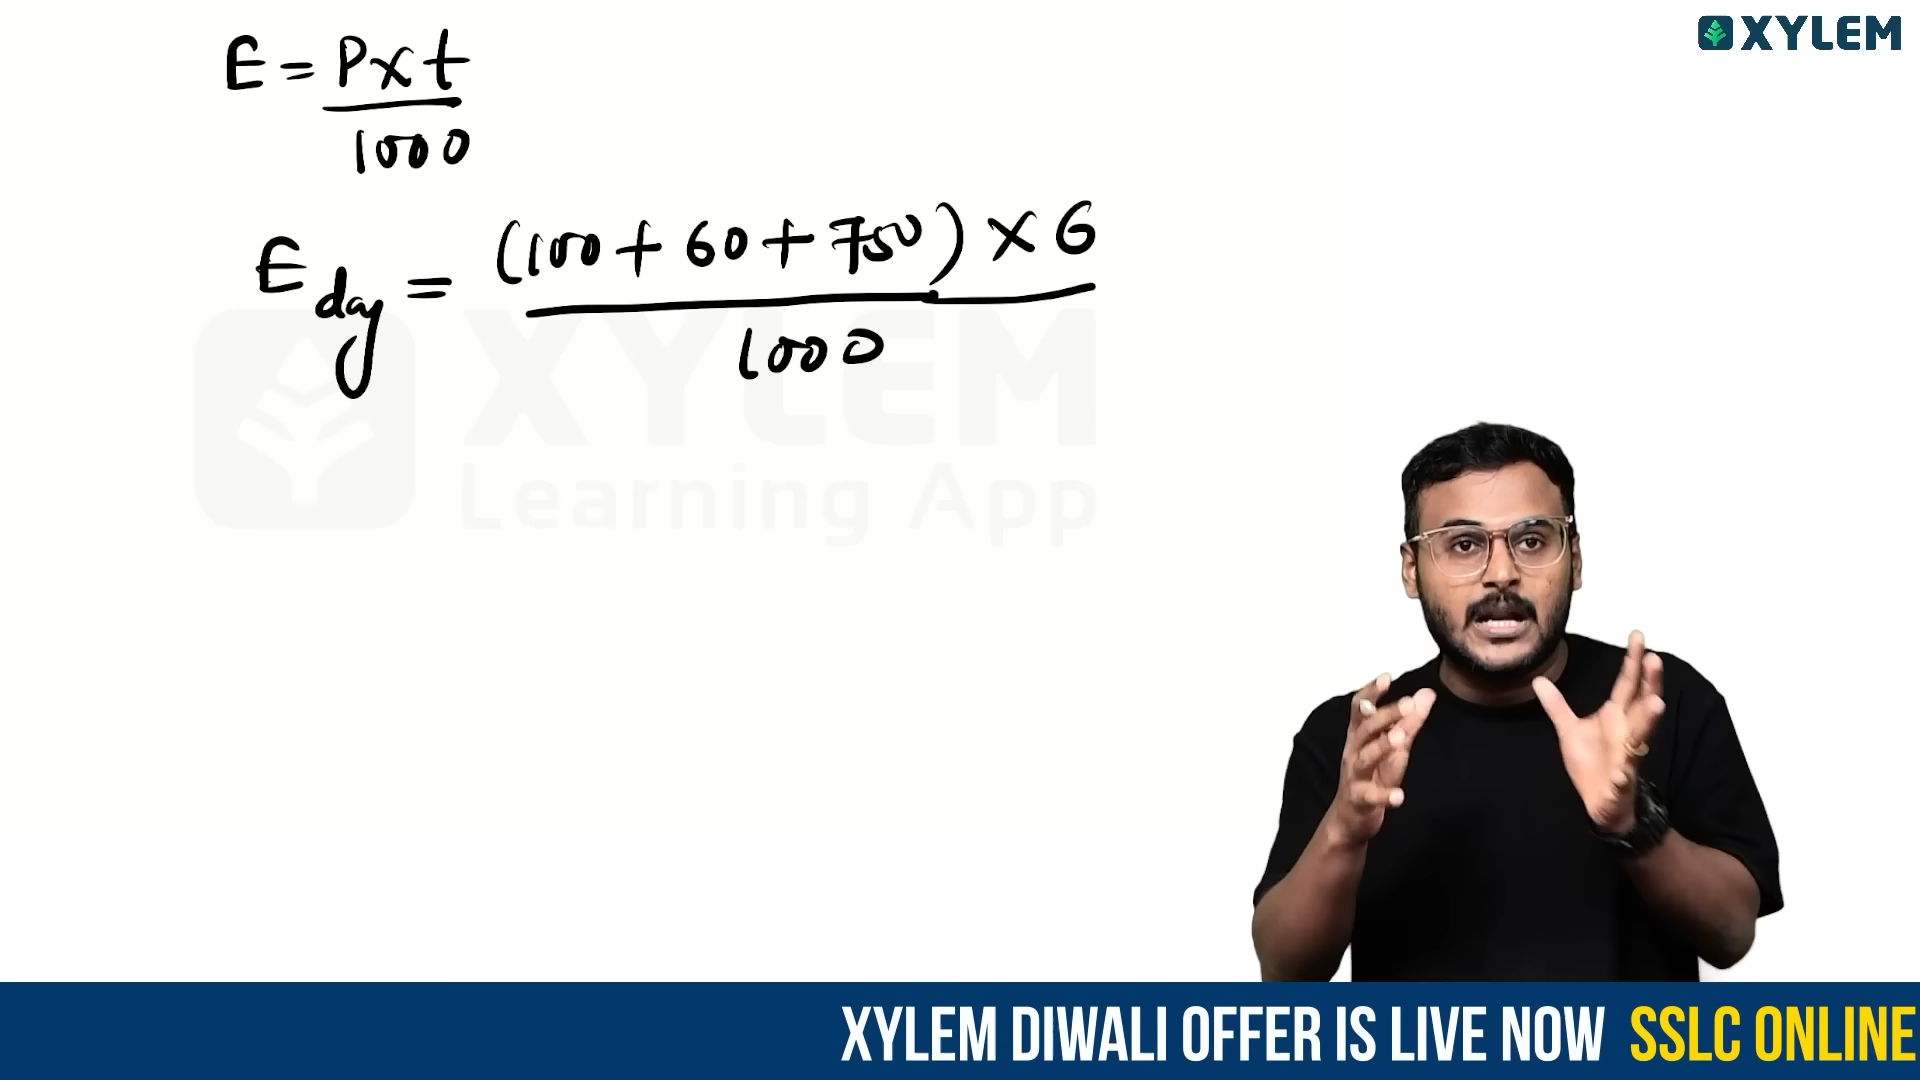 XYLEM
E = P x t
1000
E day = (100 + 60 + 750) x 6
1000
XYLEM
Learning App
XYLEM DIWALI OFFER IS LIVE NOW SSLC ONLINE